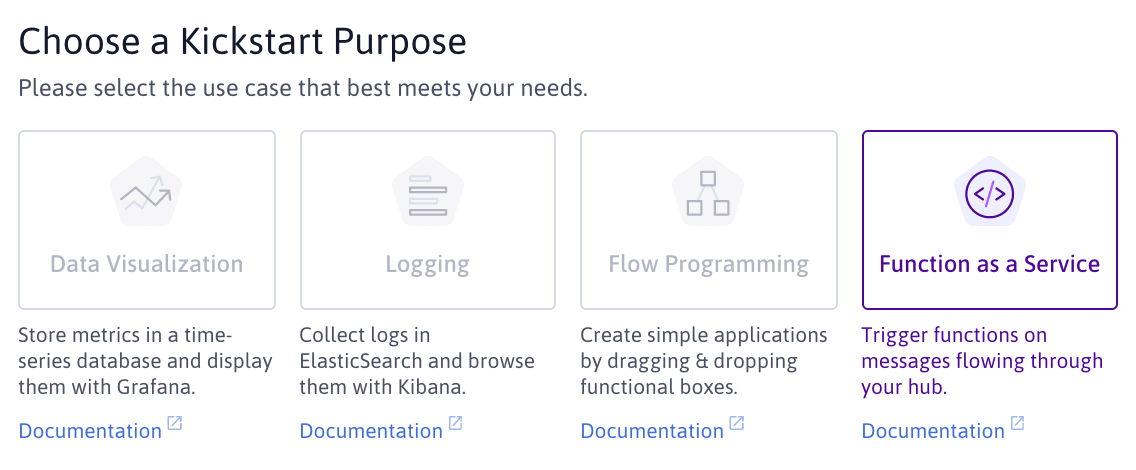 Choose a Kickstart Purpose
Please select the use case that best meets your needs.
Data Visualization
Store metrics in a time-
series database and display
them with Grafana.
Documentation
Logging
Collect logs in
ElasticSearch and browse
them with Kibana.
Documentation
Flow Programming
Create simple applications
by dragging & dropping
functional boxes.
Documentation
</>
Function as a Service
Trigger functions on
messages flowing through
your hub.
Documentation